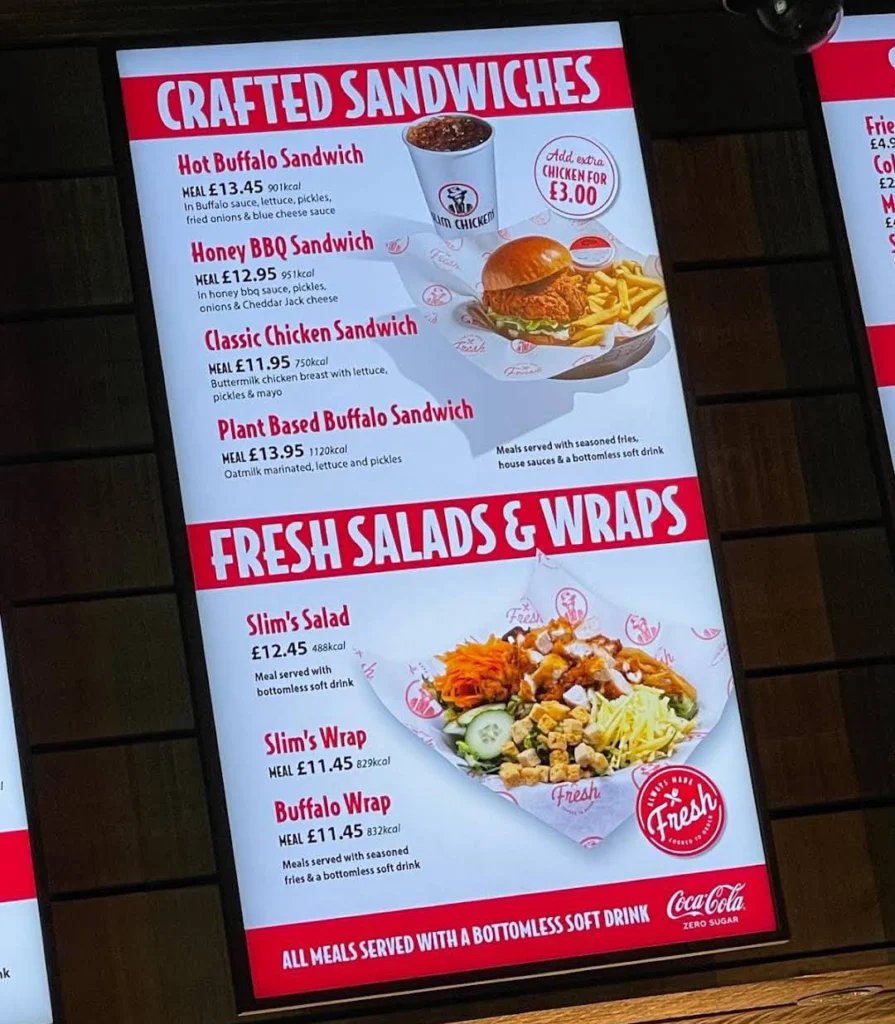 CRAFTED SANDWICHES
Hot Buffalo Sandwich
MEAL £13.45 901kcal
In Buffalo sauce, lettuce, pickles,
fried onions & blue cheese sauce
Add extra
CHICKEN FOR
£3.00
SLIM CHICKENS
Honey BBQ Sandwich
MEAL £12.95 951kcal
In honey bbq sauce, pickles,
onions & Cheddar Jack cheese
Classic Chicken Sandwich
MEAL £11.95 750kcal
Buttermilk chicken breast with lettuce,
pickles & mayo
Plant Based Buffalo Sandwich
MEAL £13.95 1120kcal
Oatmilk marinated, lettuce and pickles
Meals served with seasoned fries,
house sauces & a bottomless soft drink
FRESH SALADS & WRAPS
Slim's Salad
£12.45 488kcal
Meal served with
bottomless soft drink
Slim's Wrap
MEAL £11.45 829kcal
Buffalo Wrap
MEAL £11.45 832kcal
Meals served with seasoned
fries & a bottomless soft drink
Fresh
Fresh
ALWAYS MADE
Fresh
COOKED TO ORDER
ALL MEALS SERVED WITH A BOTTOMLESS SOFT DRINK
Coca-Cola
ZERO SUGAR
Frie
£4.9
Col
£2
M